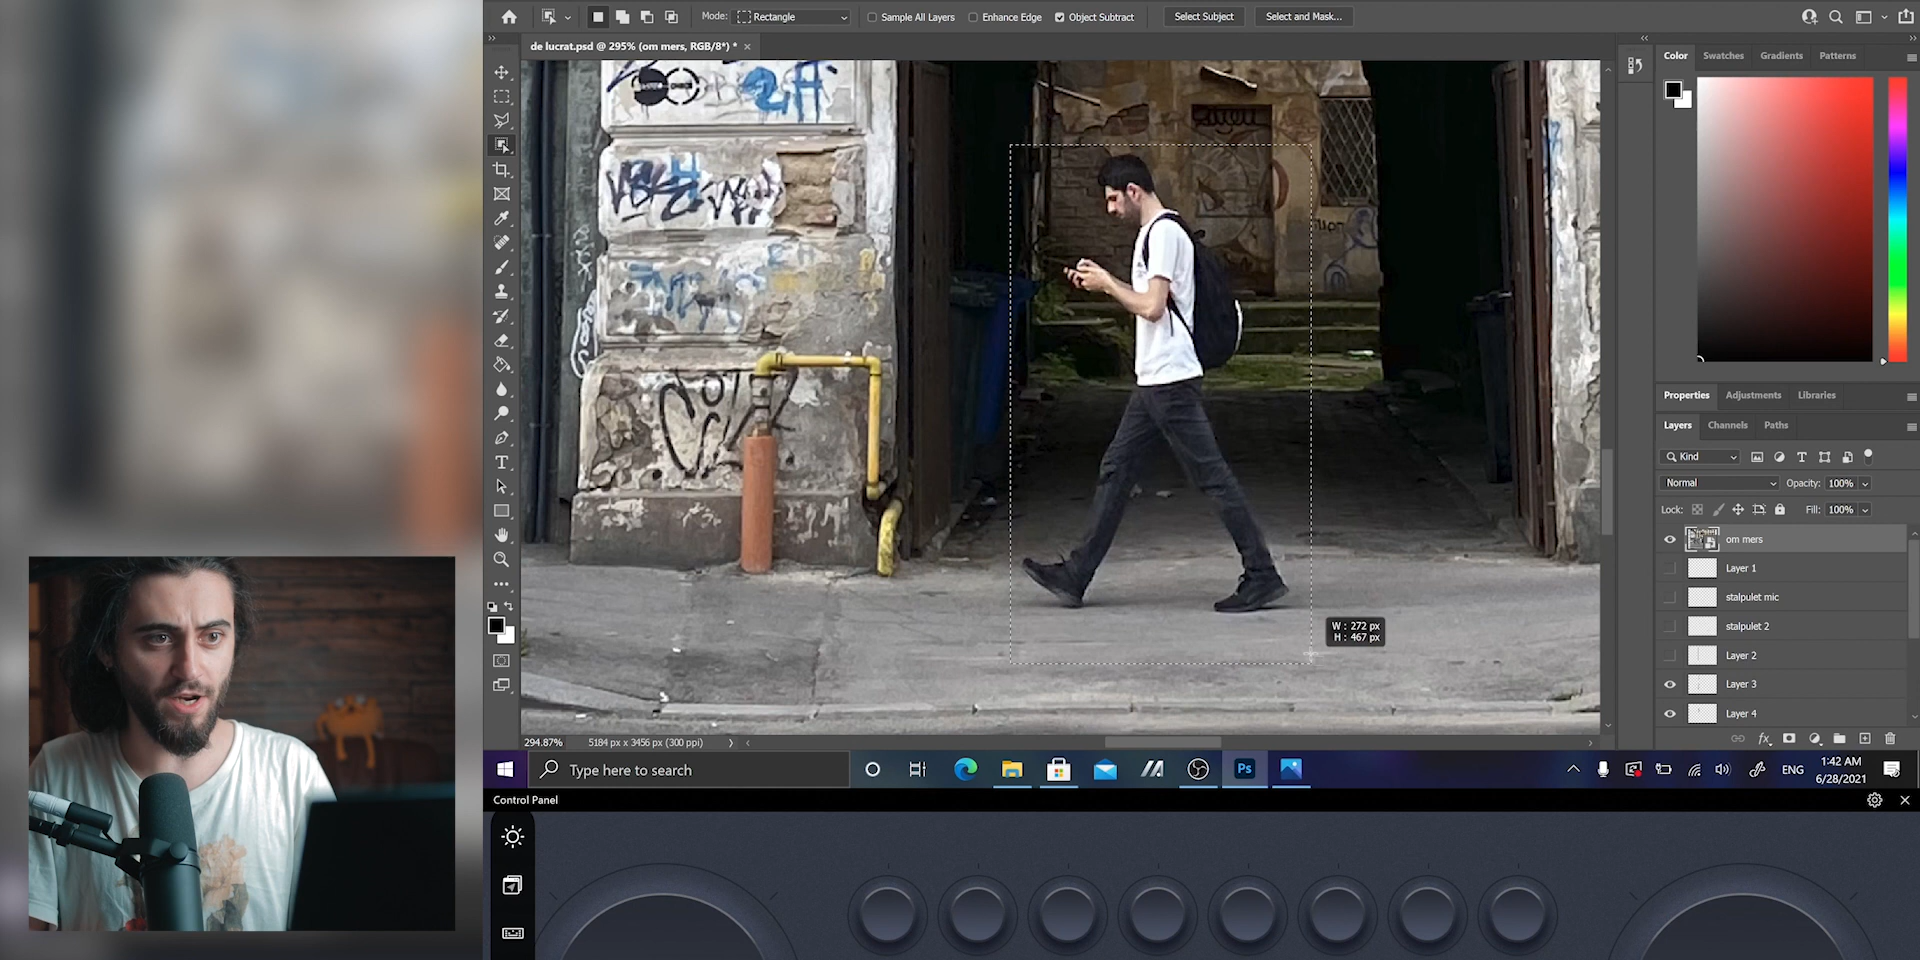 Mode: Rectangle Sample All Layers Enhance Edge Object Subtract Select Subject Select and Mask...
de lucrat.psd @ 295% (om mers, RGB/8*) * ×
Color Swatches Gradients Patterns
W : 272 px
H : 467 px
Properties Adjustments Libraries
Layers Channels Paths
Kind
Normal Opacity: 100%
Lock: Fill: 100%
om mers
Layer 1
stalpulet mic
stalpulet 2
Layer 2
Layer 3
Layer 4
294.87% 5184 px x 3456 px (300 ppi)
Type here to search
Ps
ENG
1:42 AM
6/28/2021
Control Panel